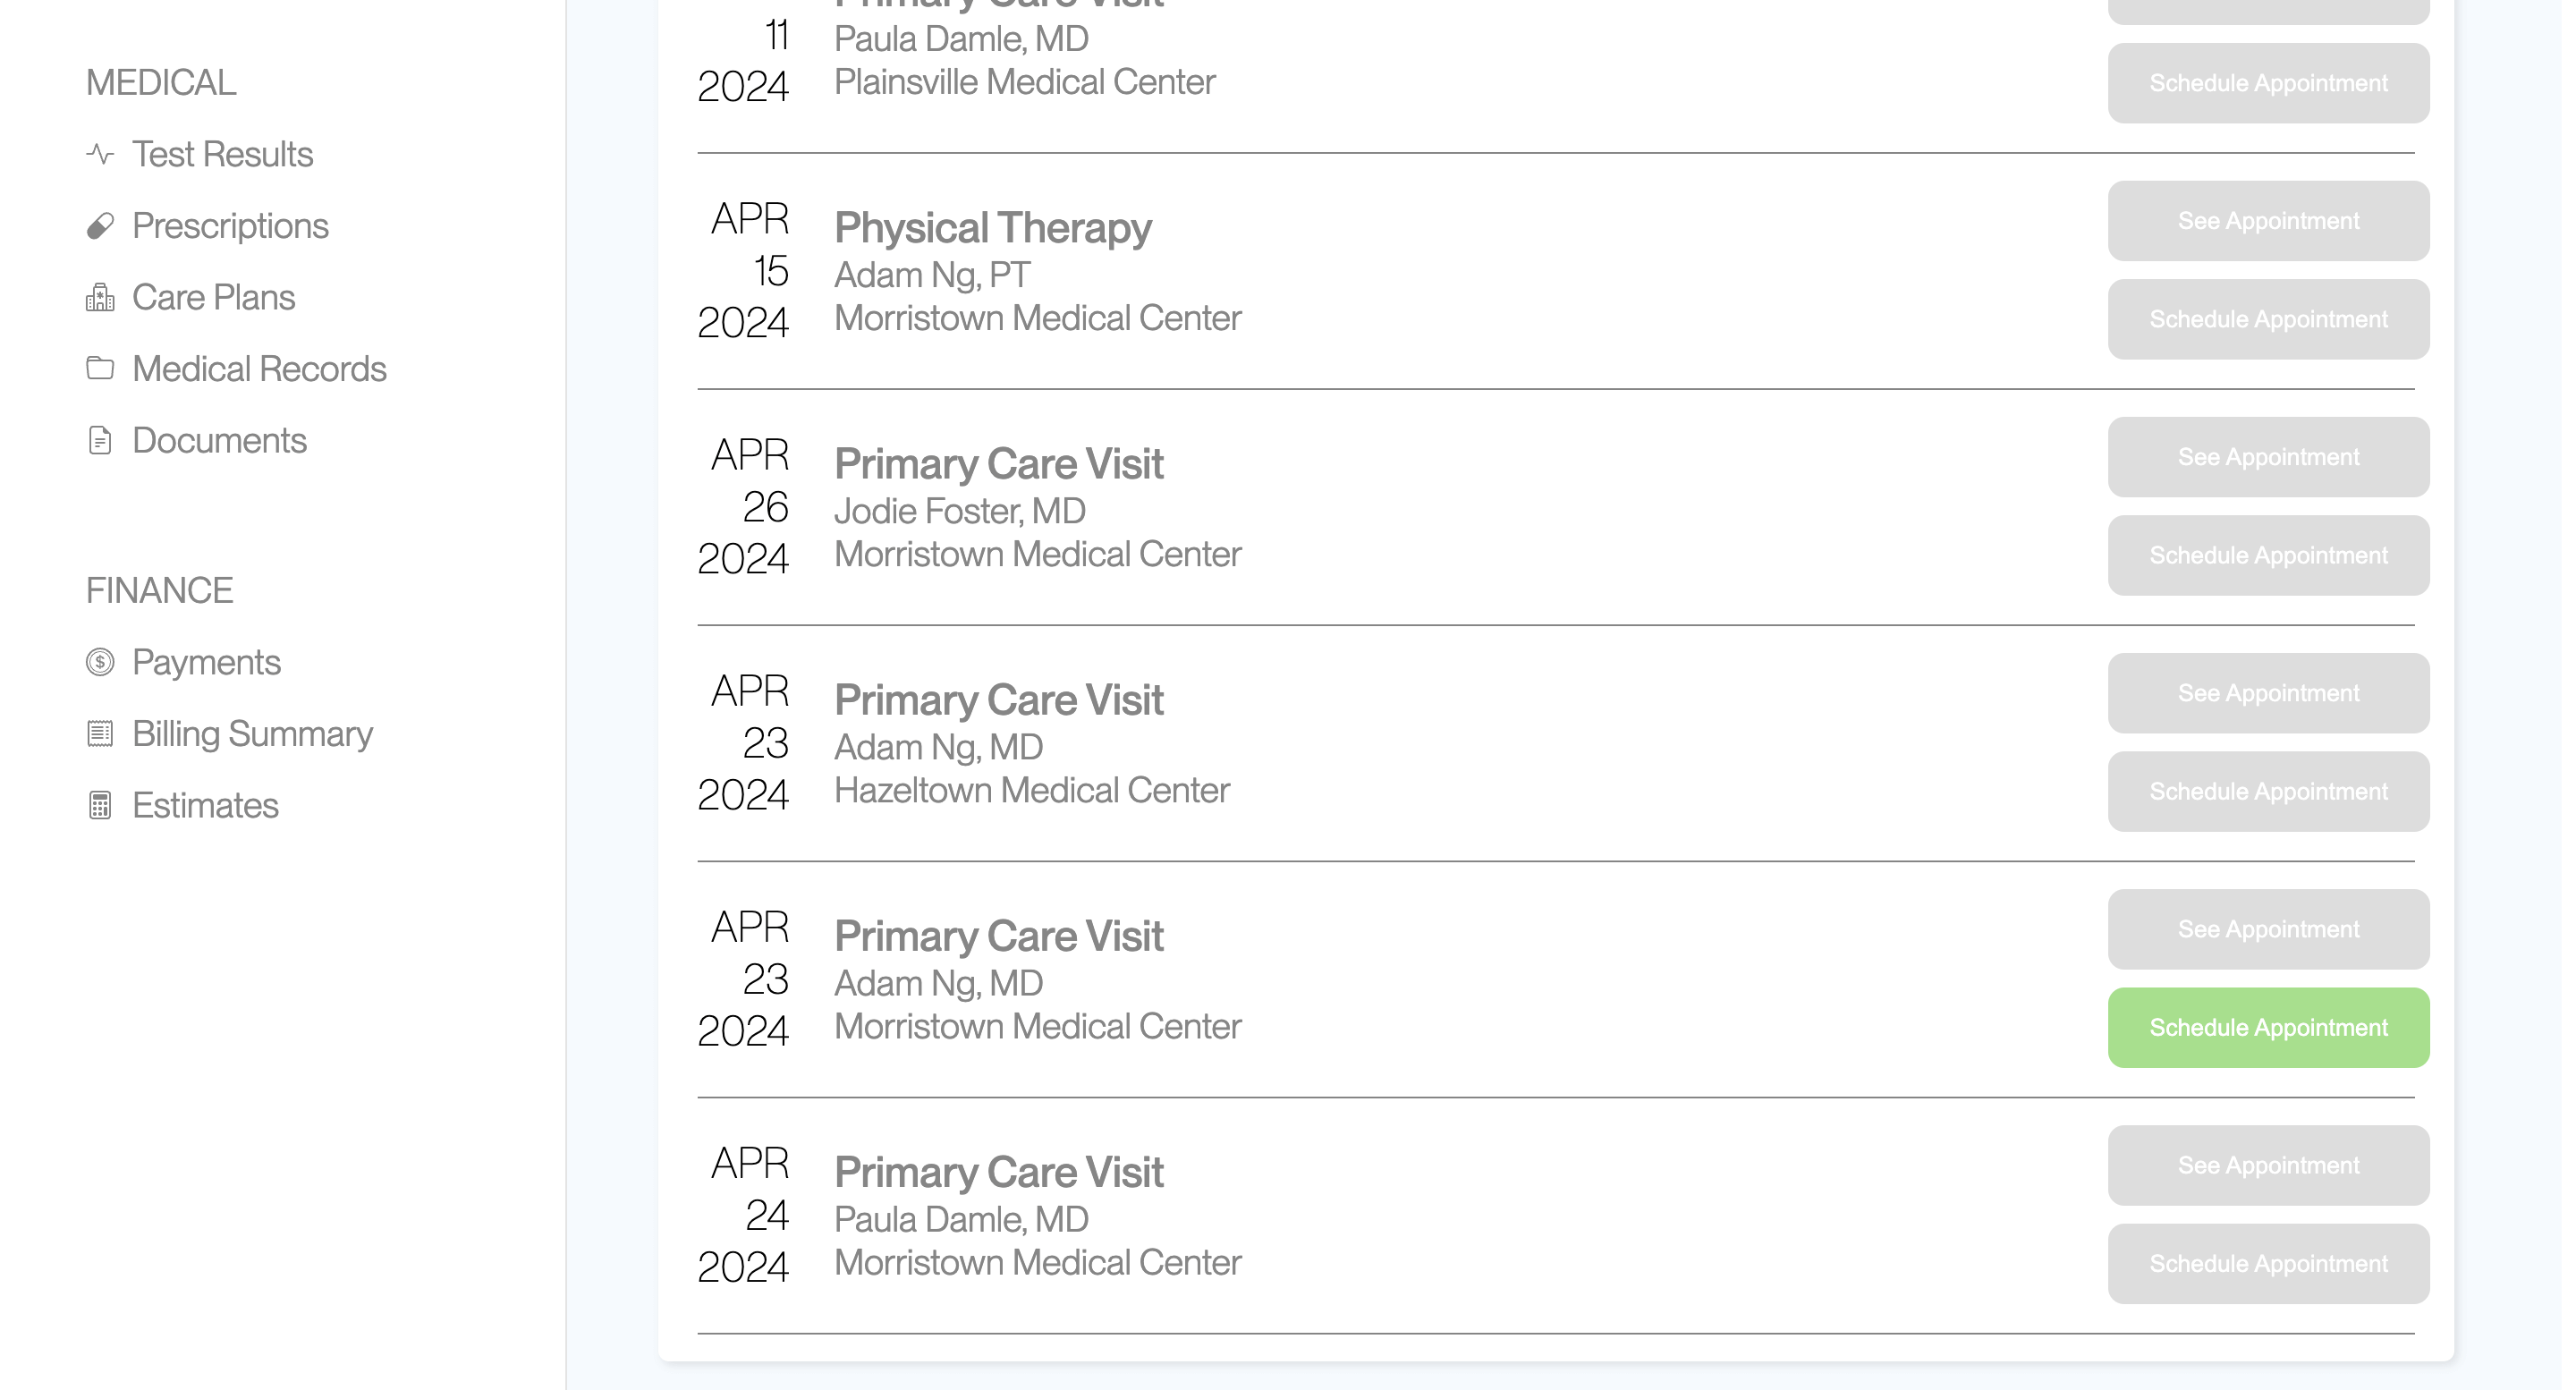 MEDICAL
Test Results
Prescriptions
Care Plans
Medical Records
Documents
FINANCE
Payments
Billing Summary
Estimates
Primary Care Visit
11
2024
Paula Damle, MD
Plainsville Medical Center
Schedule Appointment
APR
15
2024
Physical Therapy
Adam Ng, PT
Morristown Medical Center
See Appointment
Schedule Appointment
APR
26
2024
Primary Care Visit
Jodie Foster, MD
Morristown Medical Center
See Appointment
Schedule Appointment
APR
23
2024
Primary Care Visit
Adam Ng, MD
Hazeltown Medical Center
See Appointment
Schedule Appointment
APR
23
2024
Primary Care Visit
Adam Ng, MD
Morristown Medical Center
See Appointment
Schedule Appointment
APR
24
2024
Primary Care Visit
Paula Damle, MD
Morristown Medical Center
See Appointment
Schedule Appointment